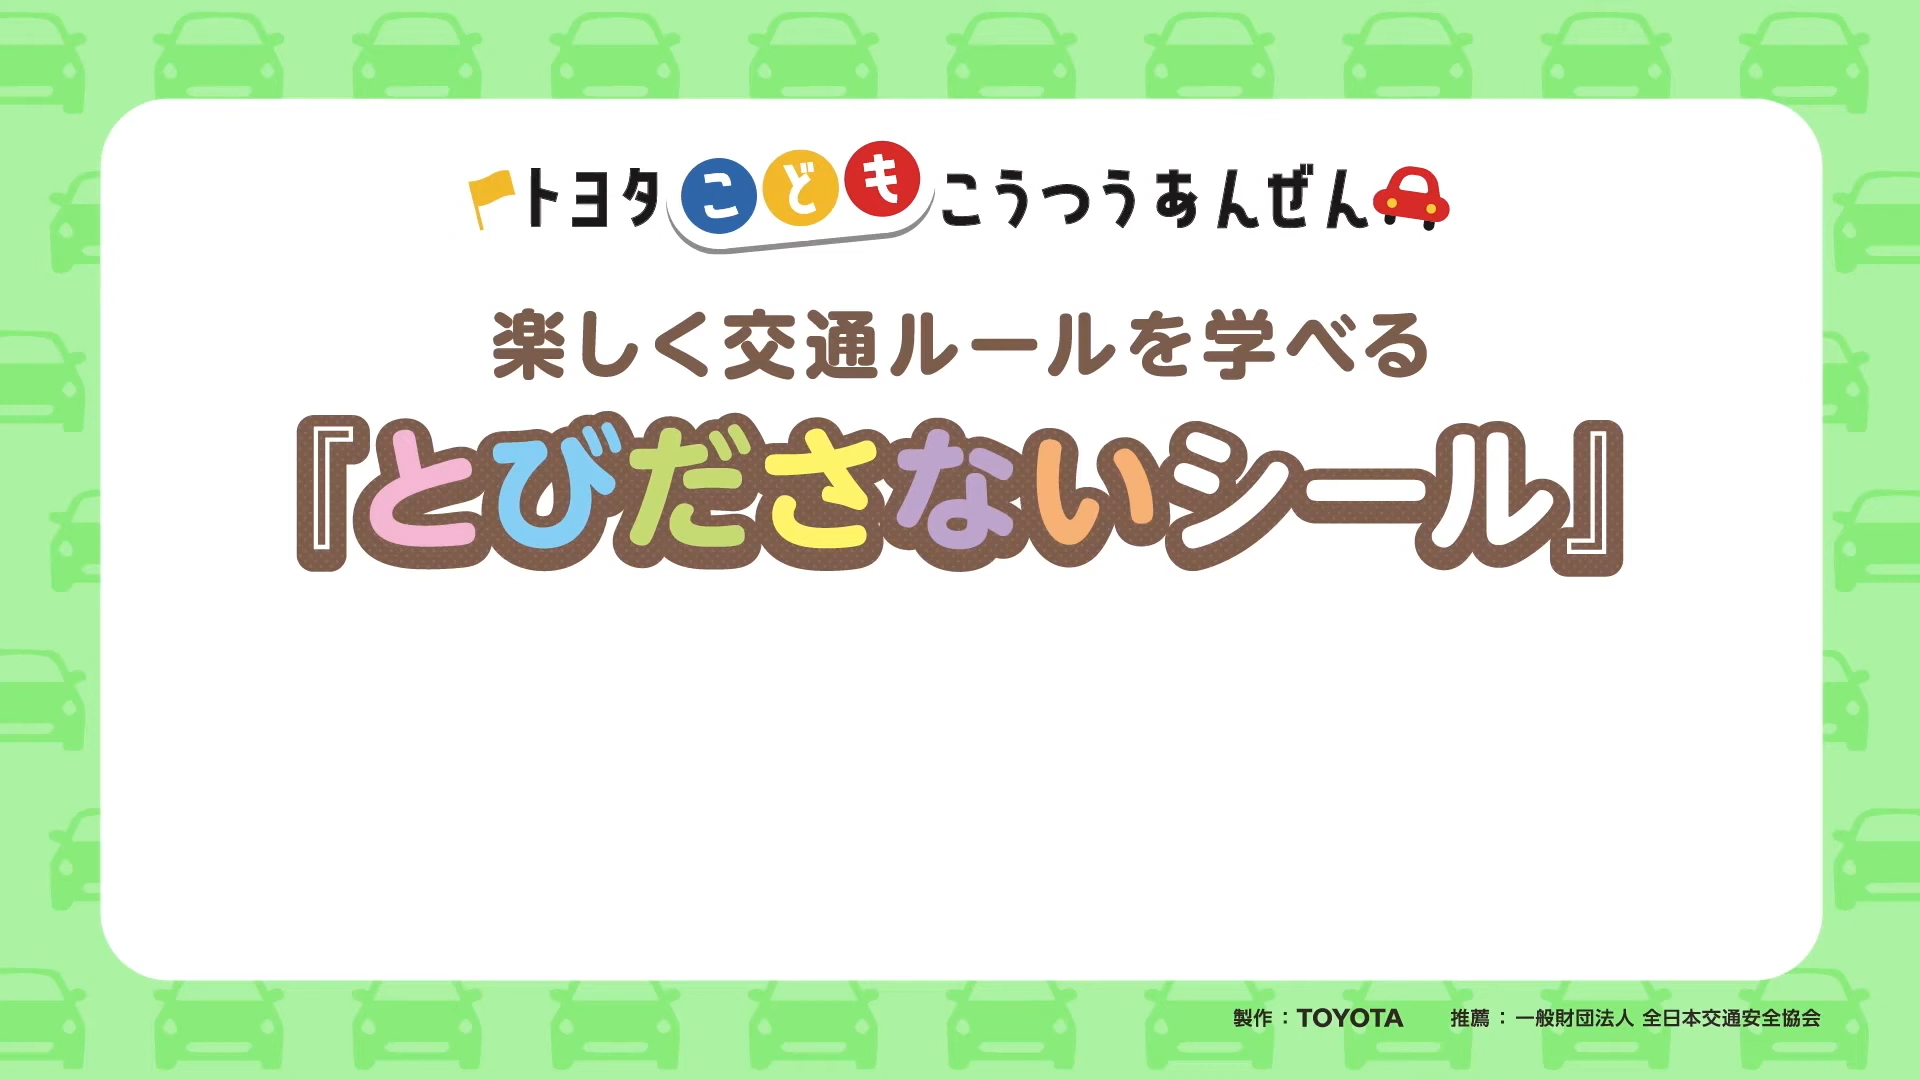 トヨタこどもこうつうあんぜん
楽しく交通ルールを学べる
『とびださないシール』
製作：TOYOTA 推薦：一般財団法人 全日本交通安全協会